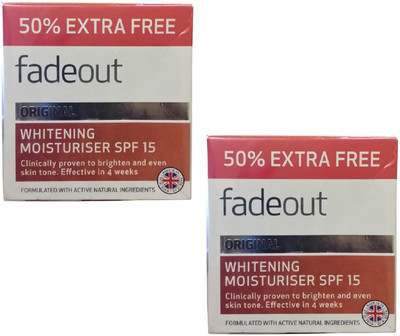 50% EXTRA FREE
fadeout
ORIGINAL
WHITENING
MOISTURISER SPF 15
Clinically proven to brighten and even
skin tone. Effective in 4 weeks
FORMULATED WITH ACTIVE NATURAL INGREDIENTS
50% EXTRA FREE
fadeout
ORIGINAL
WHITENING
MOISTURISER SPF 15
Clinically proven to brighten and even
skin tone. Effective in 4 weeks
FORMULATED WITH ACTIVE NATURAL INGREDIENTS